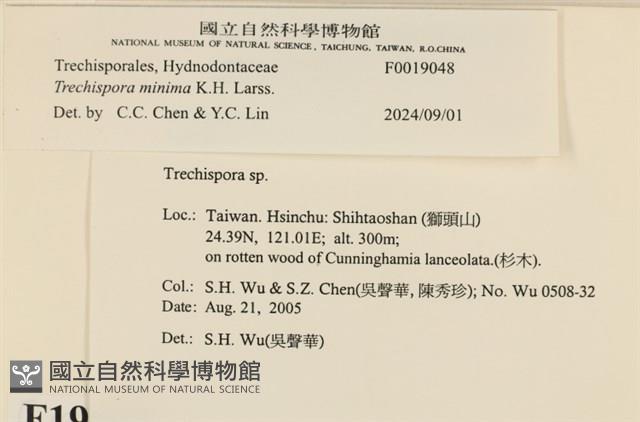 國立自然科學博物館
NATIONAL MUSEUM OF NATURAL SCIENCE, TAICHUNG, TAIWAN, R.O.CHINA
Trechisporales, Hydnodontaceae F0019048
Trechispora minima K.H. Larss.
Det. by C.C. Chen & Y.C. Lin 2024/09/01
Trechispora sp.
Loc.: Taiwan. Hsinchu: Shihtaoshan (獅頭山)
24.39N, 121.01E; alt. 300m;
on rotten wood of Cunninghamia lanceolata.(杉木).
Col.: S.H. Wu & S.Z. Chen(吳聲華, 陳秀珍); No. Wu 0508-32
Date: Aug. 21, 2005
Det.: S.H. Wu(吳聲華)
國立自然科學博物館
NATIONAL MUSEUM OF NATURAL SCIENCE
F19